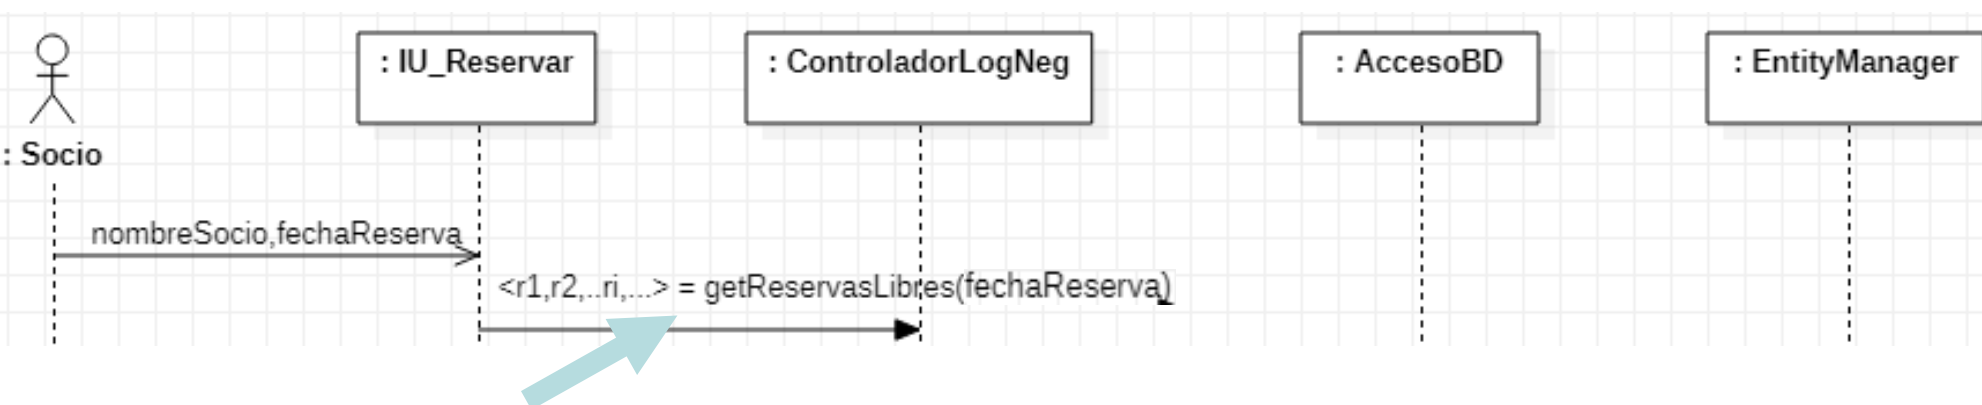 : IU_Reservar
: ControladorLogNeg
: AccesoBD
: EntityManager
: Socio
nombreSocio,fechaReserva
<r1,r2,..ri,...> = getReservasLibres(fechaReserva)